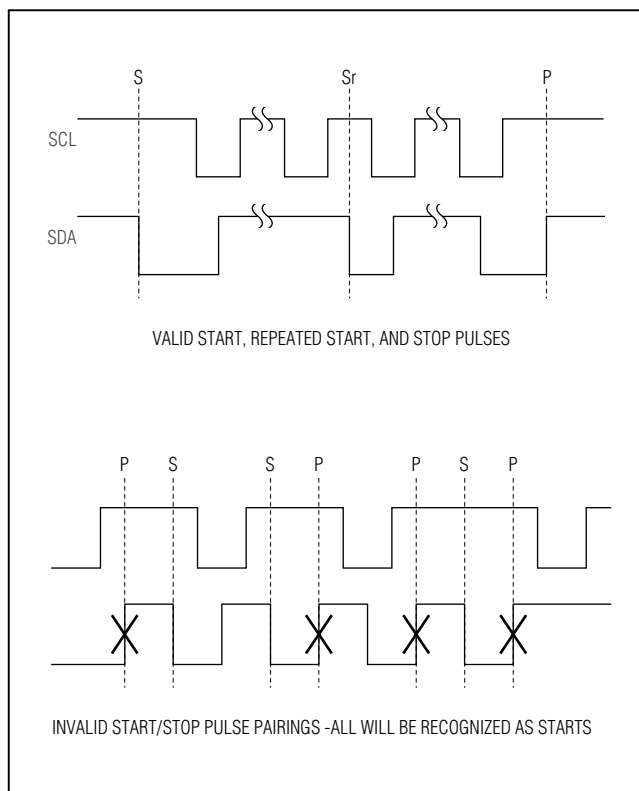 S Sr P
SCL
SDA
VALID START, REPEATED START, AND STOP PULSES
P S S P P S P
INVALID START/STOP PULSE PAIRINGS -ALL WILL BE RECOGNIZED AS STARTS